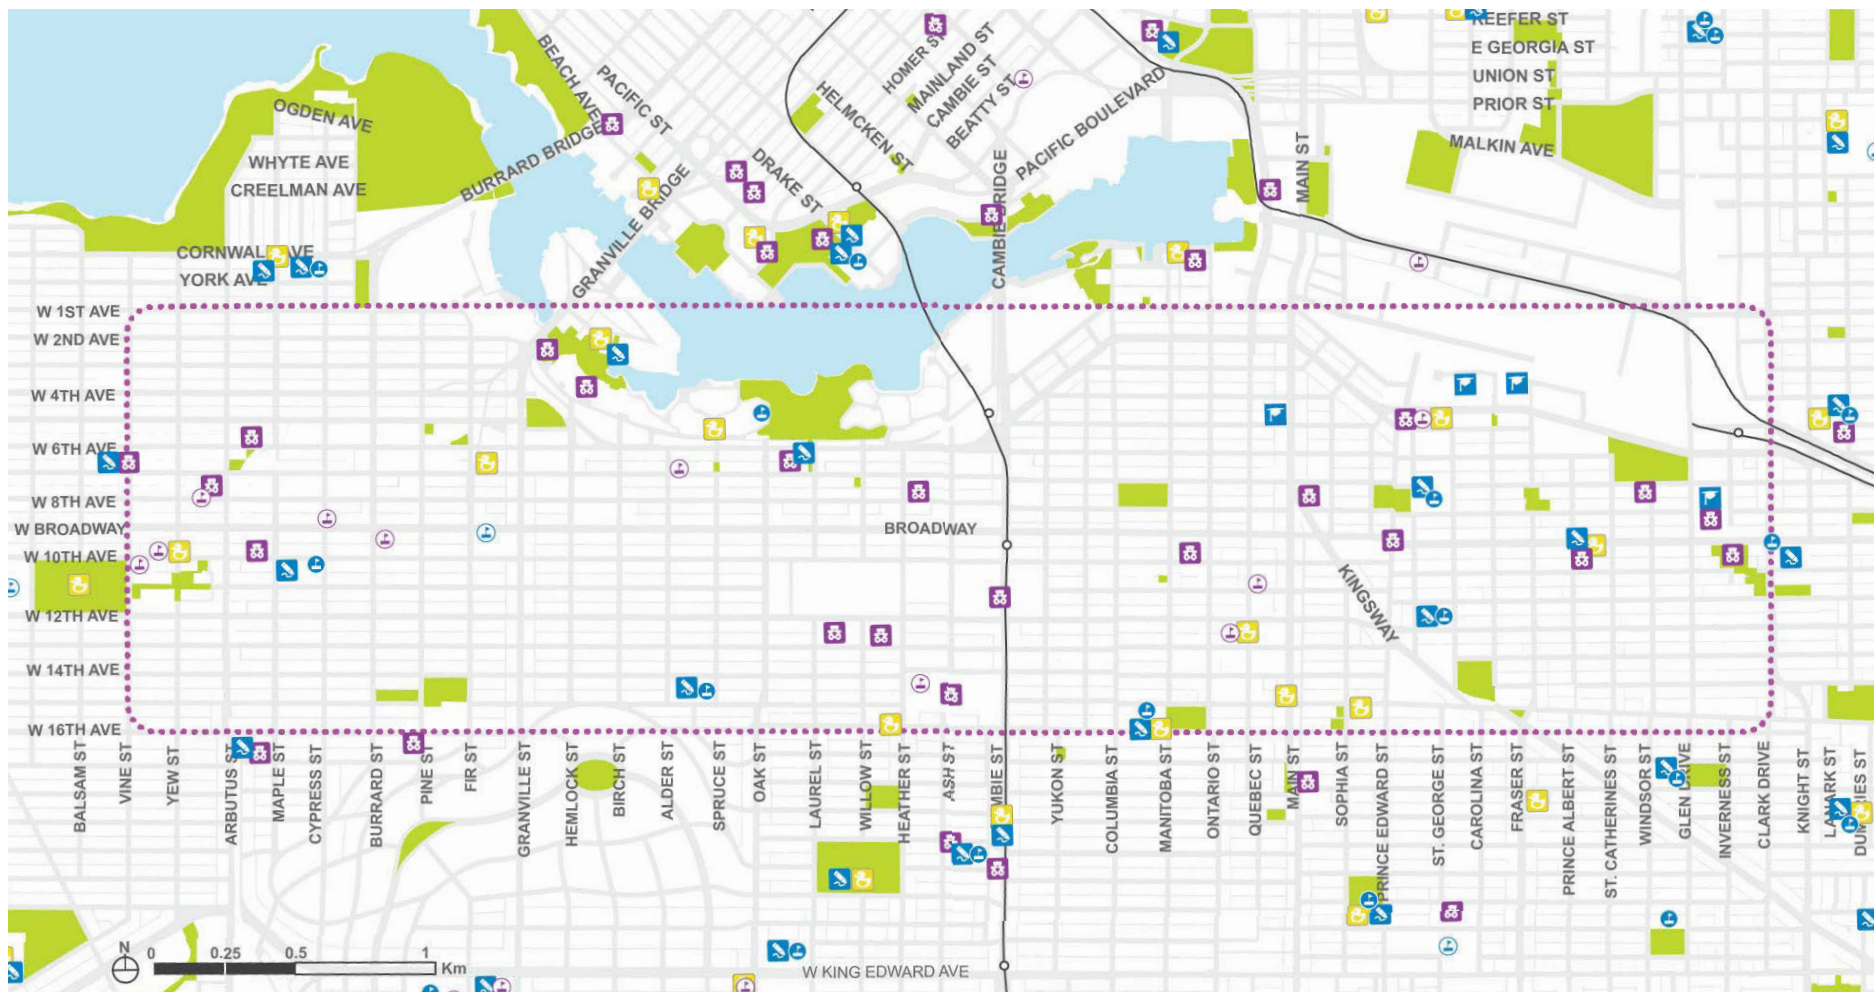 KEEFER ST
E GEORGIA ST
UNION ST
PRIOR ST
MALKIN AVE
HOMER ST
MAINLAND ST
CAMBIE ST
BEATTY ST
BEACH AVE
PACIFIC ST
HELMCKEN ST
PACIFIC BOULEVARD
OGDEN AVE
WHYTE AVE
CREELMAN AVE
BURRARD BRIDGE
DRAKE ST
GRANVILLE BRIDGE
CAMBIE BRIDGE
MAIN ST
CORNWALL AVE
YORK AVE
W 1ST AVE
W 2ND AVE
W 4TH AVE
W 6TH AVE
W 8TH AVE
W BROADWAY
BROADWAY
W 10TH AVE
W 12TH AVE
KINGSWAY
W 14TH AVE
W 16TH AVE
BALSAM ST
VINE ST
YEW ST
ARBUTUS ST
MAPLE ST
CYPRESS ST
BURRARD ST
PINE ST
FIR ST
GRANVILLE ST
HEMLOCK ST
BIRCH ST
ALDER ST
SPRUCE ST
OAK ST
LAUREL ST
WILLOW ST
HEATHER ST
ASH ST
MBIE ST
YUKON ST
COLUMBIA ST
MANITOBA ST
ONTARIO ST
QUEBEC ST
MAIN ST
SOPHIA ST
PRINCE EDWARD ST
ST. GEORGE ST
CAROLINA ST
FRASER ST
PRINCE ALBERT ST
ST. CATHERINES ST
WINDSOR ST
GLEN DRIVE
INVERNESS ST
CLARK DRIVE
KNIGHT ST
LANARK ST
DUMFRIES ST
N
0 0.25 0.5 1
Km
W KING EDWARD AVE